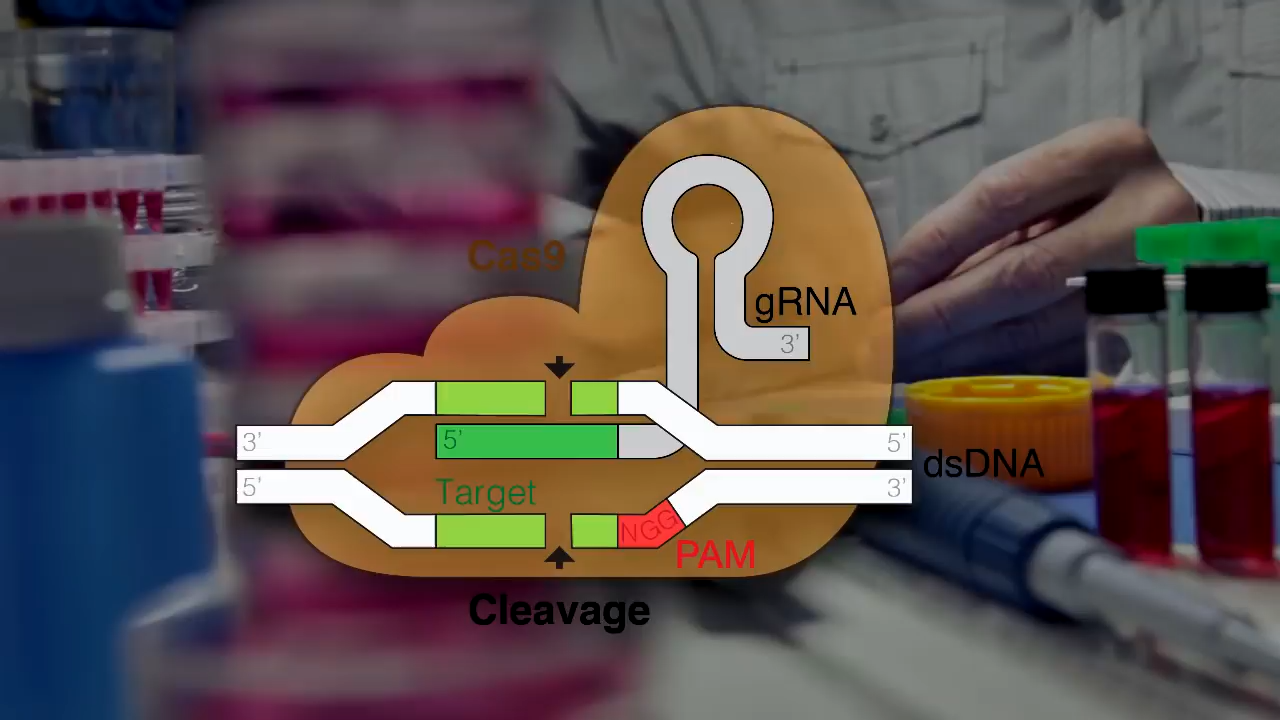 Cas9
gRNA
3'
3'
5'
5'
dsDNA
5'
3'
Target
NGG
PAM
Cleavage